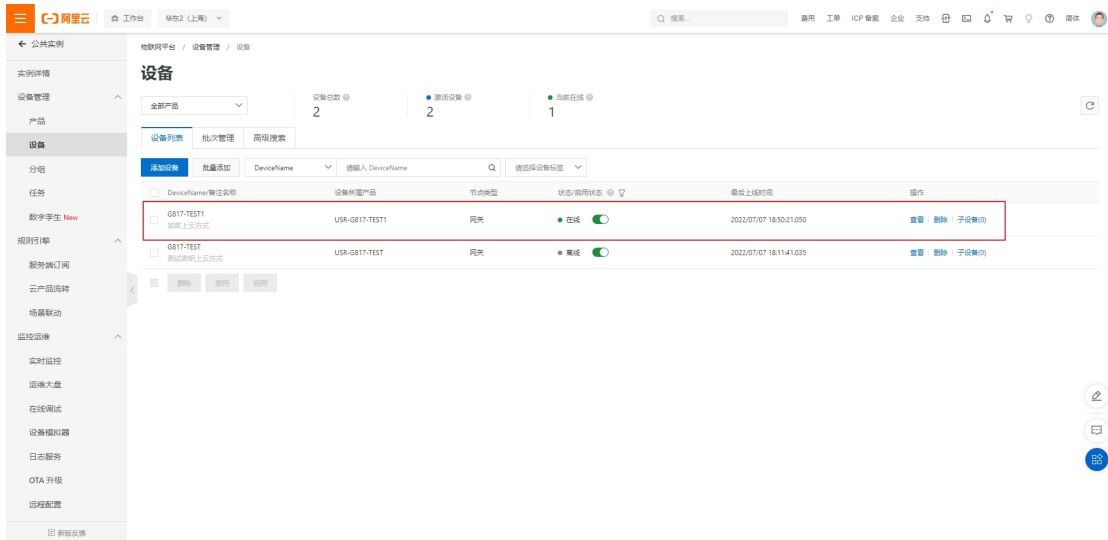 阿里云 工作台 华东2（上海） 搜索... 费用 工单 ICP 备案 企业 支持 简体
公共实例
物联网平台 / 设备管理 / 设备
设备
实例详情
设备管理
产品
设备
分组
任务
数字孪生 New
规则引擎
服务端订阅
云产品流转
场景联动
监控运维
实时监控
运维大盘
在线调试
设备模拟器
日志服务
OTA 升级
远程配置
新版反馈
全部产品
设备总数 激活设备 当前在线
2 2 1
设备列表 批次管理 高级搜索
添加设备 批量添加 DeviceName 请输入 DeviceName 请选择设备标签
DeviceName/备注名称 设备所属产品 节点类型 状态/启用状态 最后上线时间 操作
G817-TEST1 USR-G817-TEST1 网关 在线 2022/07/07 18:50:21.050 查看 删除 子设备(0)
加密上云方式
G817-TEST USR-G817-TEST 网关 离线 2022/07/07 18:11:41.035 查看 删除 子设备(0)
测试密钥上云方式
删除 禁用 启用